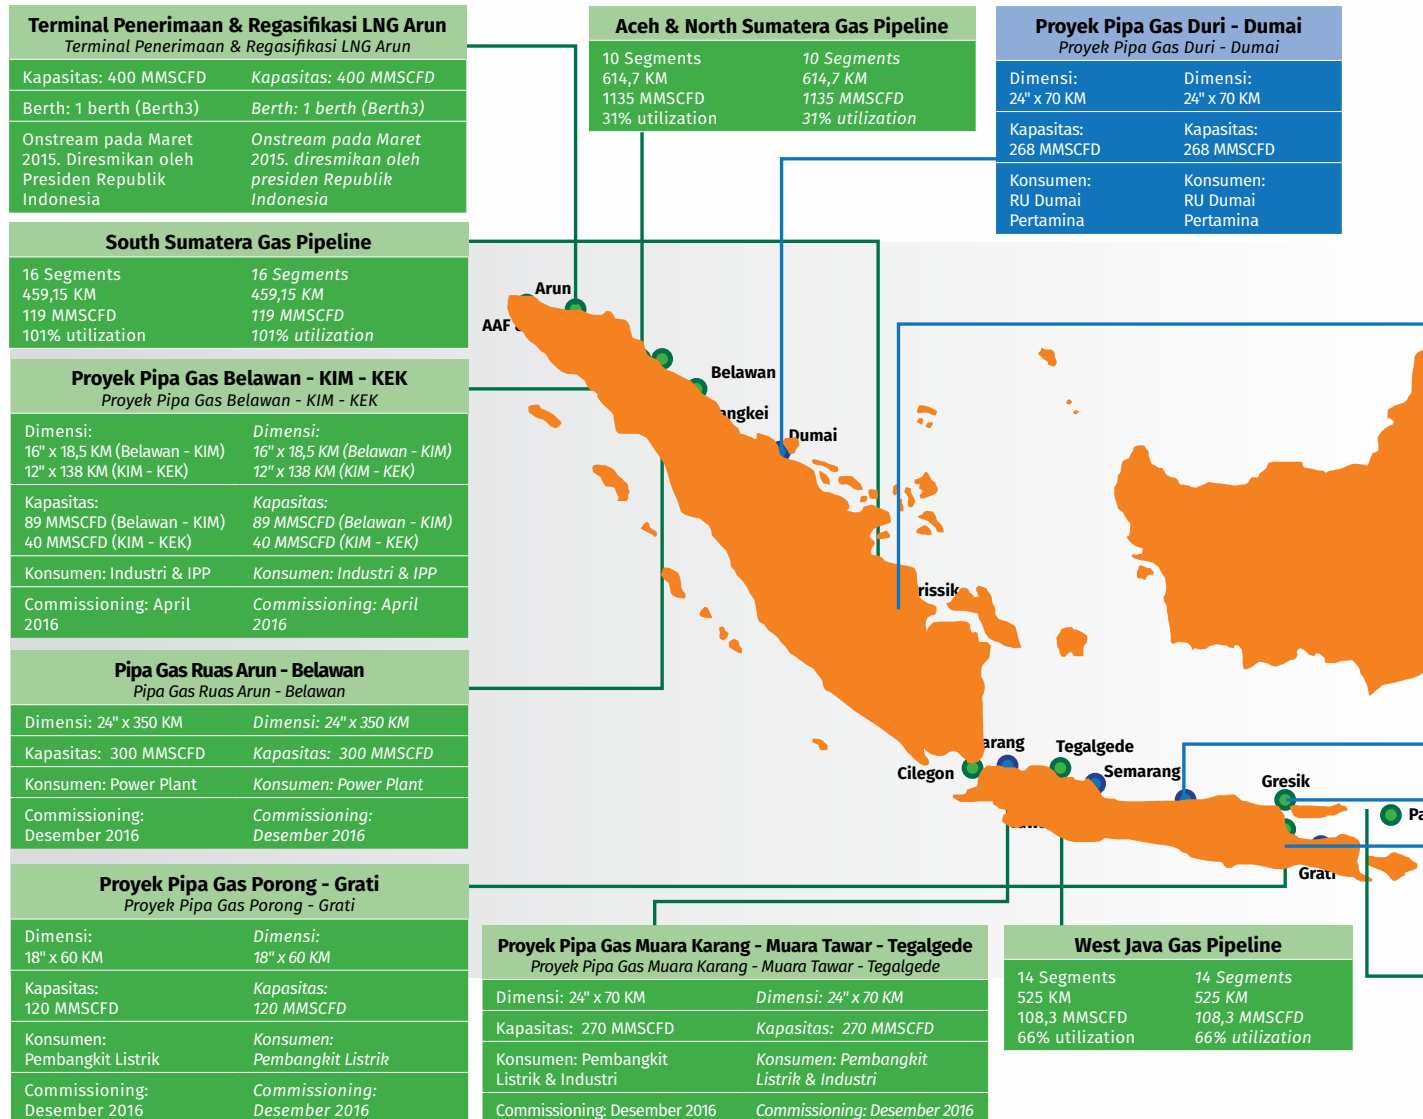 Terminal Penerimaan & Regasifikasi LNG Arun
Terminal Penerimaan & Regasifikasi LNG Arun
Kapasitas: 400 MMSCFD
Kapasitas: 400 MMSCFD
Berth: 1 berth (Berth3)
Berth: 1 berth (Berth3)
Onstream pada Maret
2015. Diresmikan oleh
Presiden Republik
Indonesia
Onstream pada Maret
2015. diresmikan oleh
presiden Republik
Indonesia
Aceh & North Sumatera Gas Pipeline
10 Segments
614,7 KM
1135 MMSCFD
31% utilization
10 Segments
614,7 KM
1135 MMSCFD
31% utilization
Proyek Pipa Gas Duri - Dumai
Proyek Pipa Gas Duri - Dumai
Dimensi:
24" x 70 KM
Dimensi:
24" x 70 KM
Kapasitas:
268 MMSCFD
Kapasitas:
268 MMSCFD
Konsumen:
RU Dumai
Pertamina
Konsumen:
RU Dumai
Pertamina
South Sumatera Gas Pipeline
16 Segments
459,15 KM
119 MMSCFD
101% utilization
16 Segments
459,15 KM
119 MMSCFD
101% utilization
Proyek Pipa Gas Belawan - KIM - KEK
Proyek Pipa Gas Belawan - KIM - KEK
Dimensi:
16" x 18,5 KM (Belawan - KIM)
12" x 138 KM (KIM - KEK)
Dimensi:
16" x 18,5 KM (Belawan - KIM)
12" x 138 KM (KIM - KEK)
Kapasitas:
89 MMSCFD (Belawan - KIM)
40 MMSCFD (KIM - KEK)
Kapasitas:
89 MMSCFD (Belawan - KIM)
40 MMSCFD (KIM - KEK)
Konsumen: Industri & IPP
Konsumen: Industri & IPP
Commissioning: April
2016
Commissioning: April
2016
Pipa Gas Ruas Arun - Belawan
Pipa Gas Ruas Arun - Belawan
Dimensi: 24" x 350 KM
Dimensi: 24" x 350 KM
Kapasitas: 300 MMSCFD
Kapasitas: 300 MMSCFD
Konsumen: Power Plant
Konsumen: Power Plant
Commissioning:
Desember 2016
Commissioning:
Desember 2016
Proyek Pipa Gas Porong - Grati
Proyek Pipa Gas Porong - Grati
Dimensi:
18" x 60 KM
Dimensi:
18" x 60 KM
Kapasitas:
120 MMSCFD
Kapasitas:
120 MMSCFD
Konsumen:
Pembangkit Listrik
Konsumen:
Pembangkit Listrik
Commissioning:
Desember 2016
Commissioning:
Desember 2016
Arun
AAF
Belawan
angkei
Dumai
rissik
arang
Cilegon
Tegalgede
Semarang
Gresik
Pa
Grati
Proyek Pipa Gas Muara Karang - Muara Tawar - Tegalgede
Proyek Pipa Gas Muara Karang - Muara Tawar - Tegalgede
Dimensi: 24" x 70 KM
Dimensi: 24" x 70 KM
Kapasitas: 270 MMSCFD
Kapasitas: 270 MMSCFD
Konsumen: Pembangkit
Listrik & Industri
Konsumen: Pembangkit
Listrik & Industri
Commissioning: Desember 2016
Commissioning: Desember 2016
West Java Gas Pipeline
14 Segments
525 KM
108,3 MMSCFD
66% utilization
14 Segments
525 KM
108,3 MMSCFD
66% utilization